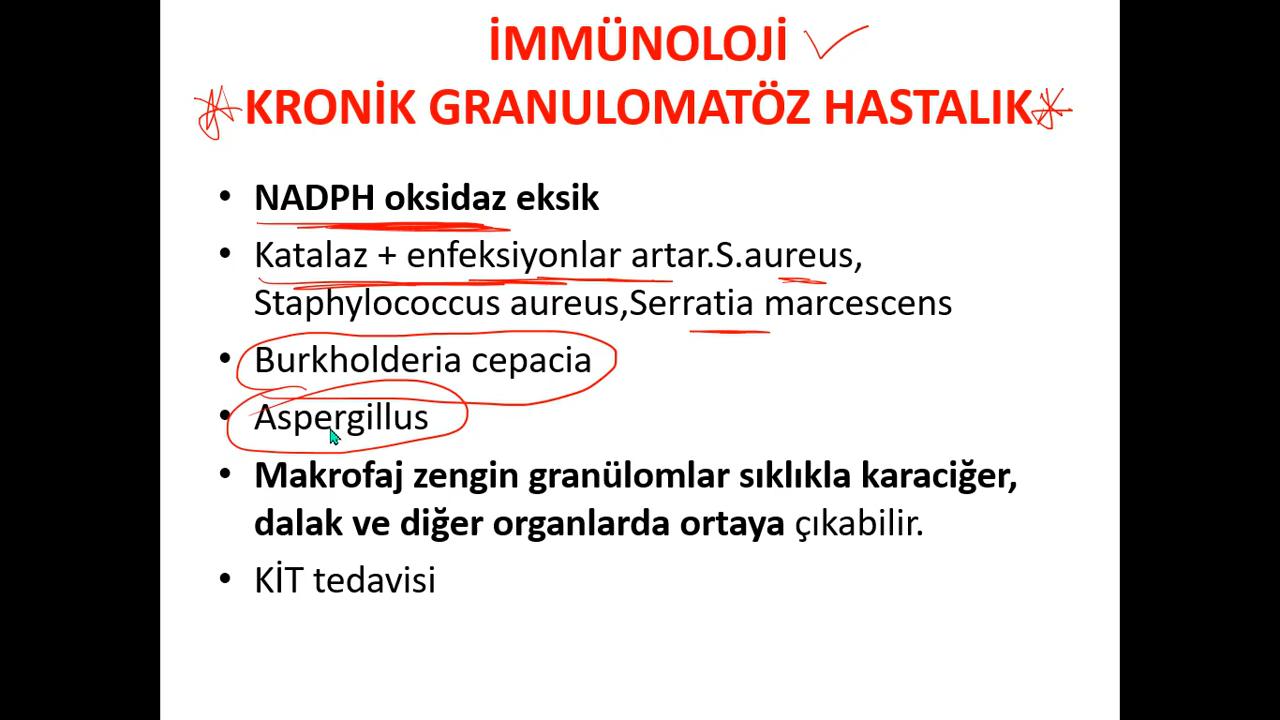 İMMÜNOLOJİ
KRONİK GRANULOMATÖZ HASTALIK
• NADPH oksidaz eksik
• Katalaz + enfeksiyonlar artar.S.aureus,
Staphylococcus aureus,Serratia marcescens
• Burkholderia cepacia
• Aspergillus
• Makrofaj zengin granülomlar sıklıkla karaciğer,
dalak ve diğer organlarda ortaya çıkabilir.
• KİT tedavisi